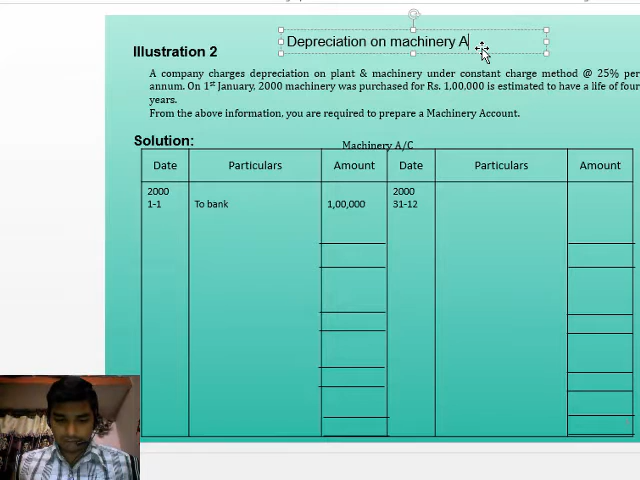 Depreciation on machinery A
Illustration 2
A company charges depreciation on plant & machinery under constant charge method @ 25% per
annum. On 1st January, 2000 machinery was purchased for Rs. 1,00,000 is estimated to have a life of four
years.
From the above information, you are required to prepare a Machinery Account.
Solution:
Machinery A/C
Date Particulars Amount Date Particulars Amount
2000 2000
1-1 To bank 1,00,000 31-12